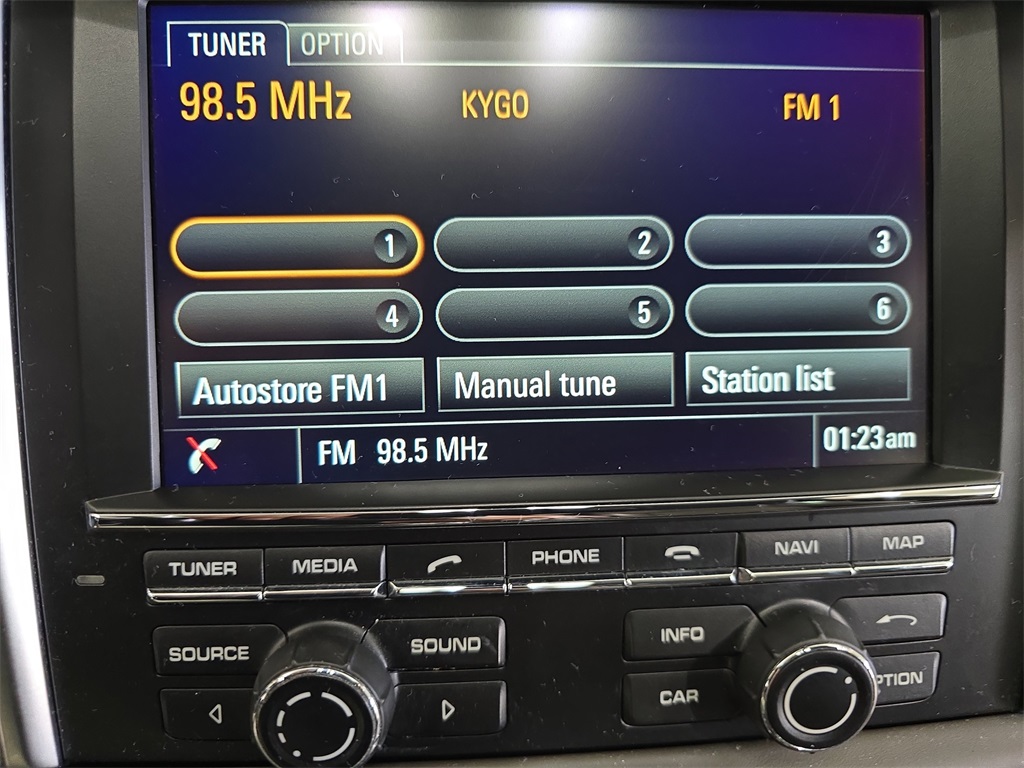 TUNER OPTION
98.5 MHz KYGO FM 1
1 2 3
4 5 6
Autostore FM1 Manual tune Station list
FM 98.5 MHz 01:23am
TUNER MEDIA PHONE NAVI MAP
SOURCE SOUND INFO
CAR PTION